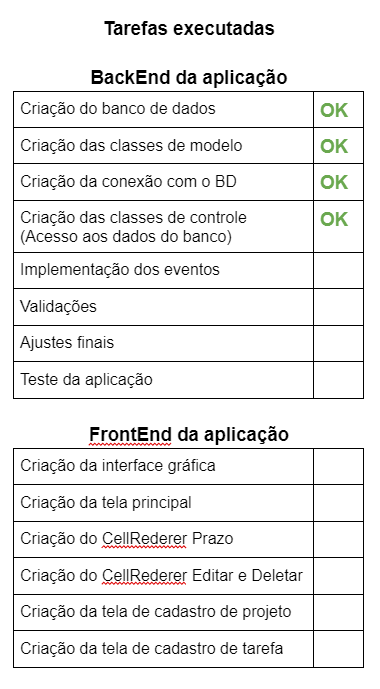 Tarefas executadas
BackEnd da aplicação
Criação do banco de dados OK
Criação das classes de modelo OK
Criação da conexão com o BD OK
Criação das classes de controle OK
(Acesso aos dados do banco)
Implementação dos eventos
Validações
Ajustes finais
Teste da aplicação
FrontEnd da aplicação
Criação da interface gráfica
Criação da tela principal
Criação do CellRederer Prazo
Criação do CellRederer Editar e Deletar
Criação da tela de cadastro de projeto
Criação da tela de cadastro de tarefa